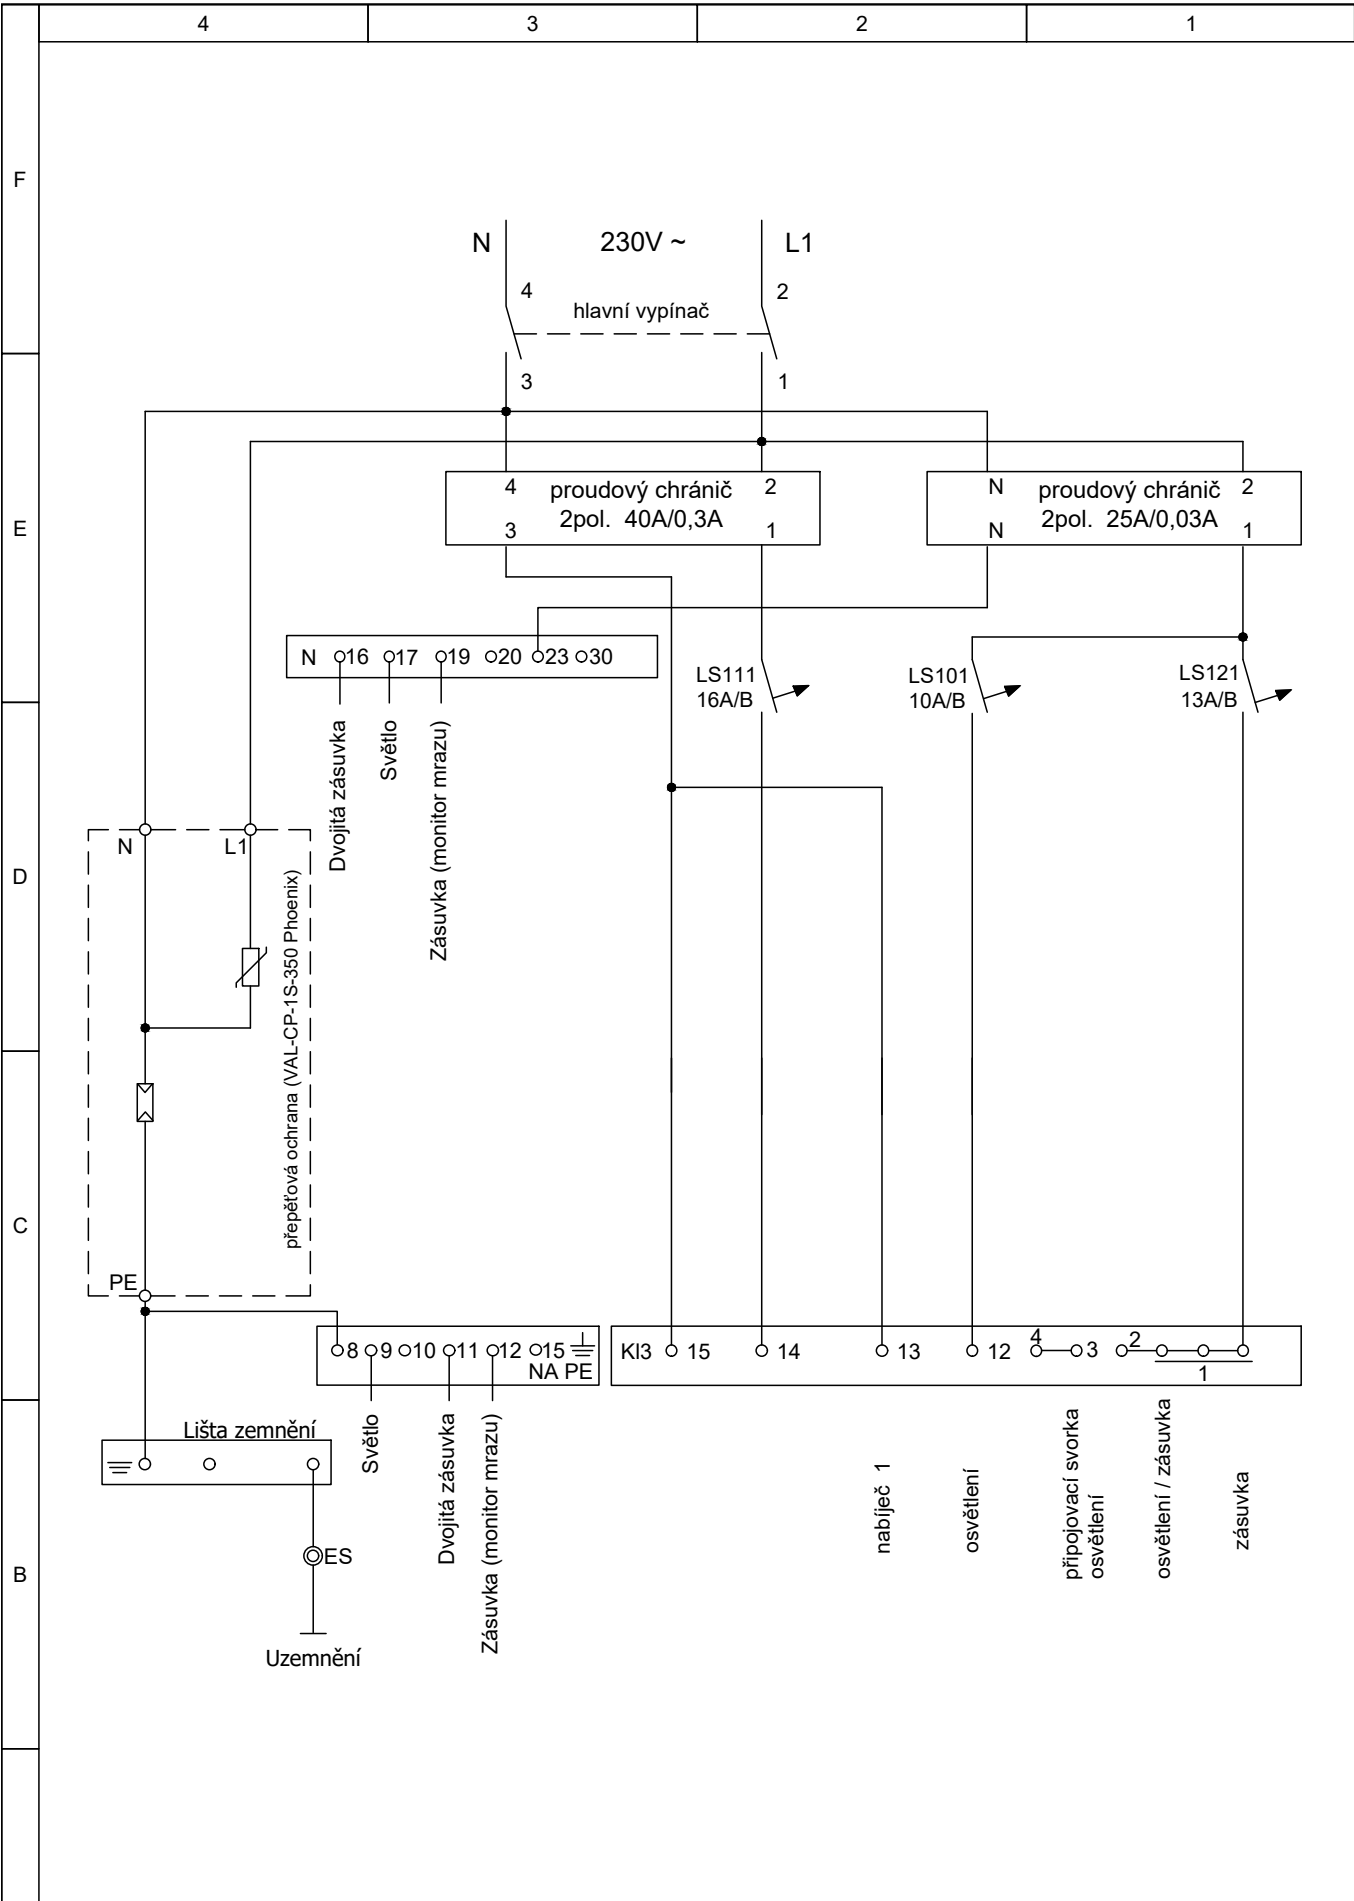 4 3 2 1
F
N 230V ~ L1
4 2
hlavní vypínač
3 1
E
4 proudový chránič 2
2pol. 40A/0,3A
3 1
N proudový chránič 2
2pol. 25A/0,03A
N 1
N 16 17 19 20 23 30
LS111
16A/B
LS101
10A/B
LS121
13A/B
Dvojitá zásuvka
Světlo
Zásuvka (monitor mrazu)
D
N L1
přepěťová ochrana (VAL-CP-1S-350 Phoenix)
C
PE
8 9 10 11 12 15
NA PE
Kl3 15 14 13 12 4 3 2
1
Lišta zemnění
Světlo
Dvojitá zásuvka
Zásuvka (monitor mrazu)
nabíječ 1
osvětlení
připojovací svorka
osvětlení
osvětlení / zásuvka
zásuvka
B
ES
Uzemnění